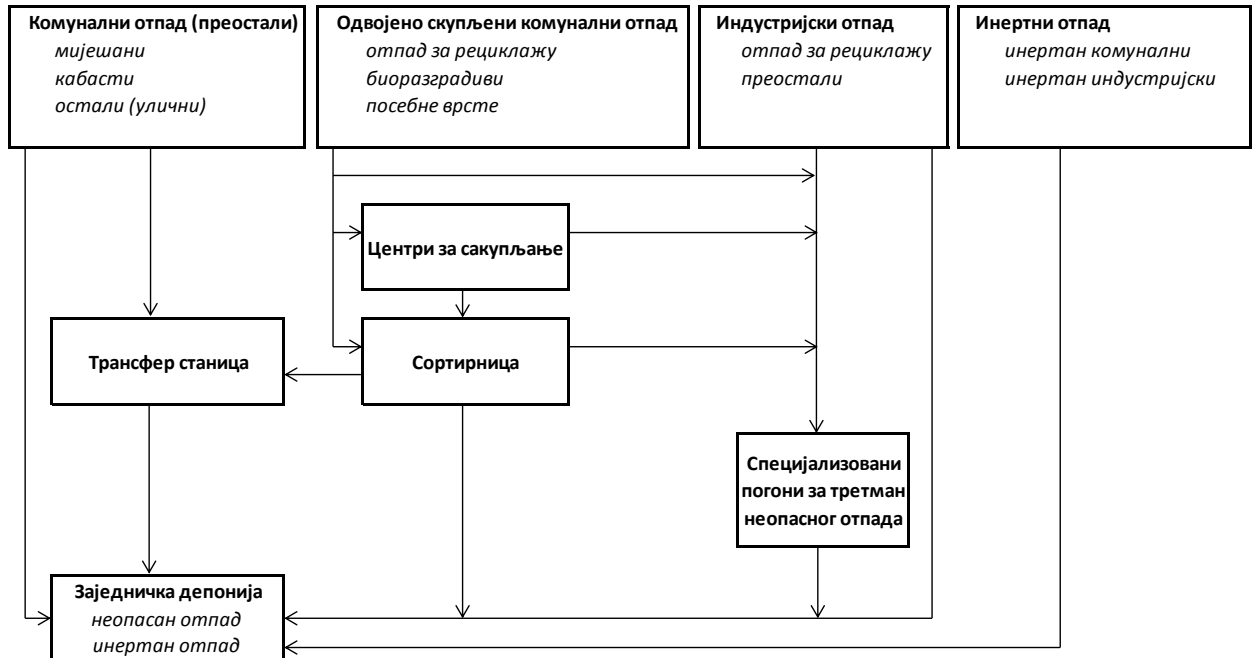 Комунални отпад (преостали)
мијешани
кабасти
остали (улични)
Одвојено скупљени комунални отпад
отпад за рециклажу
биоразградиви
посебне врсте
Индустријски отпад
отпад за рециклажу
преостали
Инертни отпад
инертан комунални
инертан индустријски
Центри за сакупљање
Трансфер станица
Сортирница
Специјализовани
погони за третман
неопасног отпада
Заједничка депонија
неопасан отпад
инертан отпад